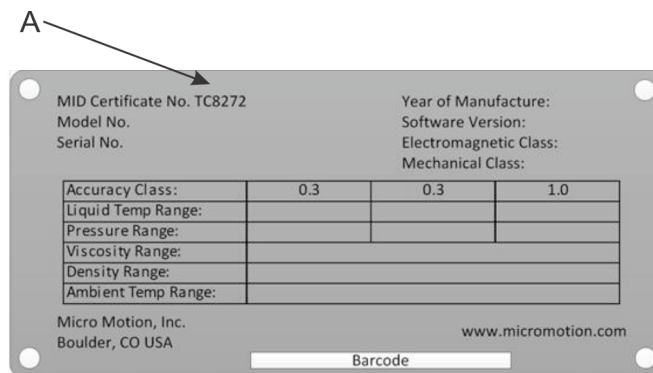 A
MID Certificate No. TC8272
Model No.
Serial No.
Year of Manufacture:
Software Version:
Electromagnetic Class:
Mechanical Class:
Accuracy Class: 0.3 0.3 1.0
Liquid Temp Range:
Pressure Range:
Viscosity Range:
Density Range:
Ambient Temp Range:
Micro Motion, Inc.
Boulder, CO USA
www.micromotion.com
Barcode